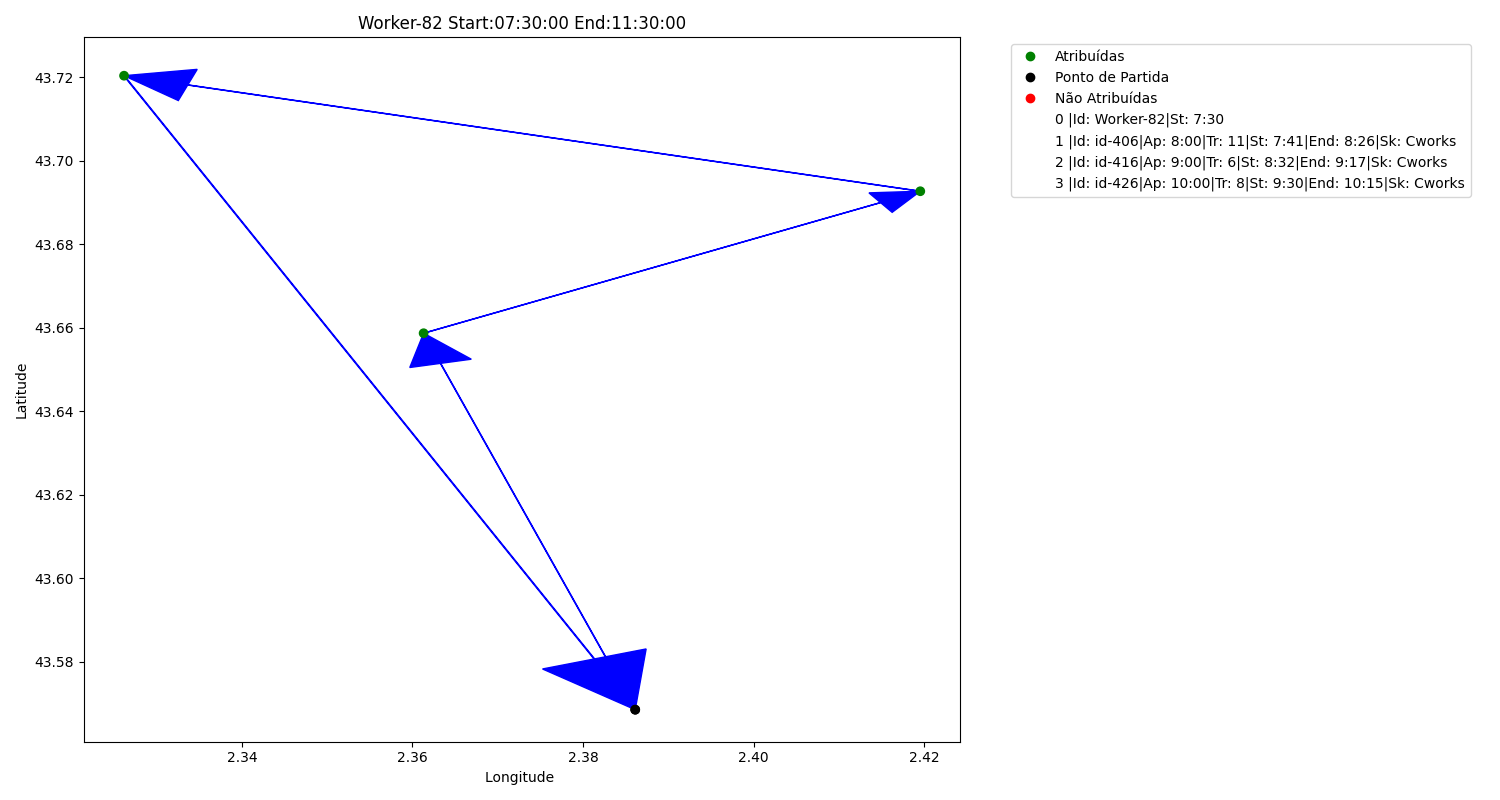 Worker-82 Start:07:30:00 End:11:30:00
43.72
43.70
43.68
43.66
43.64
43.62
43.60
43.58
Latitude
2.34 2.36 2.38 2.40 2.42
Longitude
Atribuídas
Ponto de Partida
Não Atribuídas
0 |Id: Worker-82|St: 7:30
1 |Id: id-406|Ap: 8:00|Tr: 11|St: 7:41|End: 8:26|Sk: Cworks
2 |Id: id-416|Ap: 9:00|Tr: 6|St: 8:32|End: 9:17|Sk: Cworks
3 |Id: id-426|Ap: 10:00|Tr: 8|St: 9:30|End: 10:15|Sk: Cworks